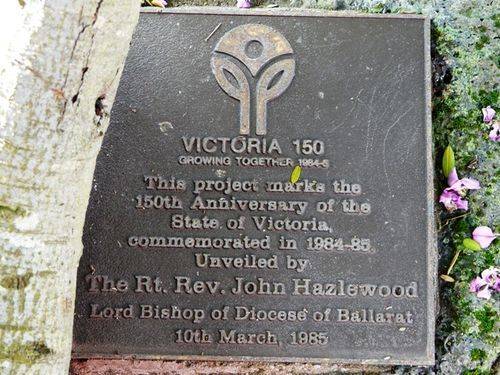 VICTORIA 150
GROWING TOGETHER 1984-5
This project marks the
150th Anniversary of the
State of Victoria,
commemorated in 1984-85.
Unveiled by
The Rt. Rev. John Hazlewood
Lord Bishop of Diocese of Ballarat
10th March, 1985